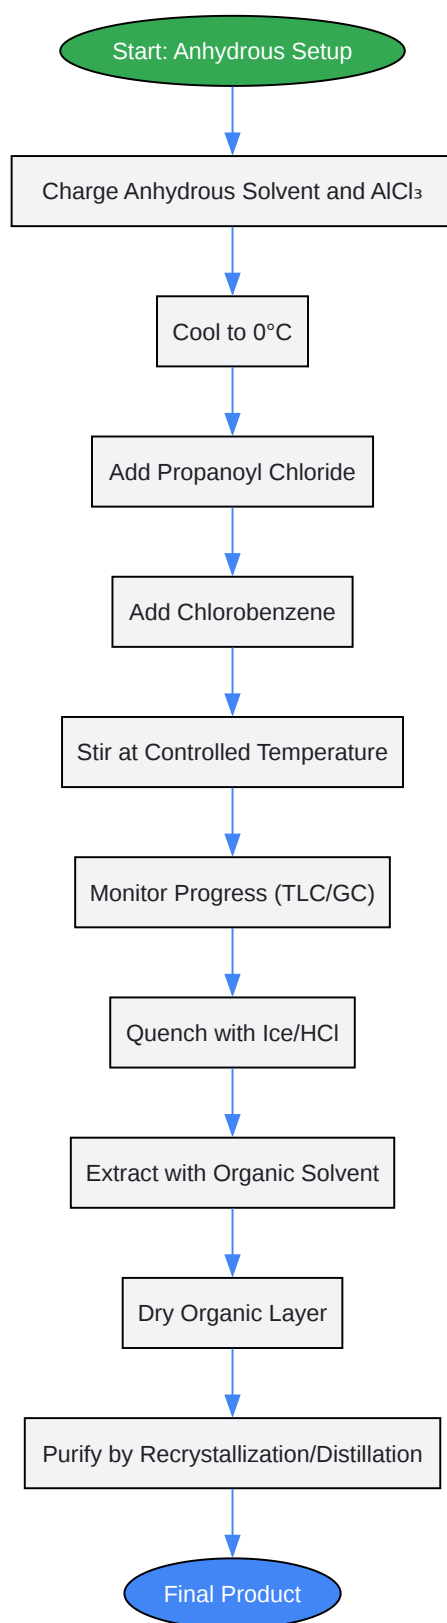 Start: Anhydrous Setup
Charge Anhydrous Solvent and AlCl₃
Cool to 0°C
Add Propanoyl Chloride
Add Chlorobenzene
Stir at Controlled Temperature
Monitor Progress (TLC/GC)
Quench with Ice/HCl
Extract with Organic Solvent
Dry Organic Layer
Purify by Recrystallization/Distillation
Final Product